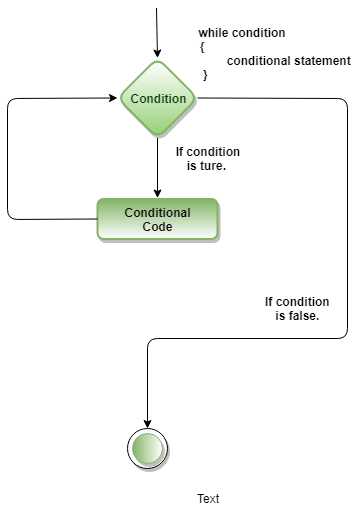 while condition
{
conditional statement
}
Condition
If condition
is ture.
Conditional
Code
If condition
is false.
Text